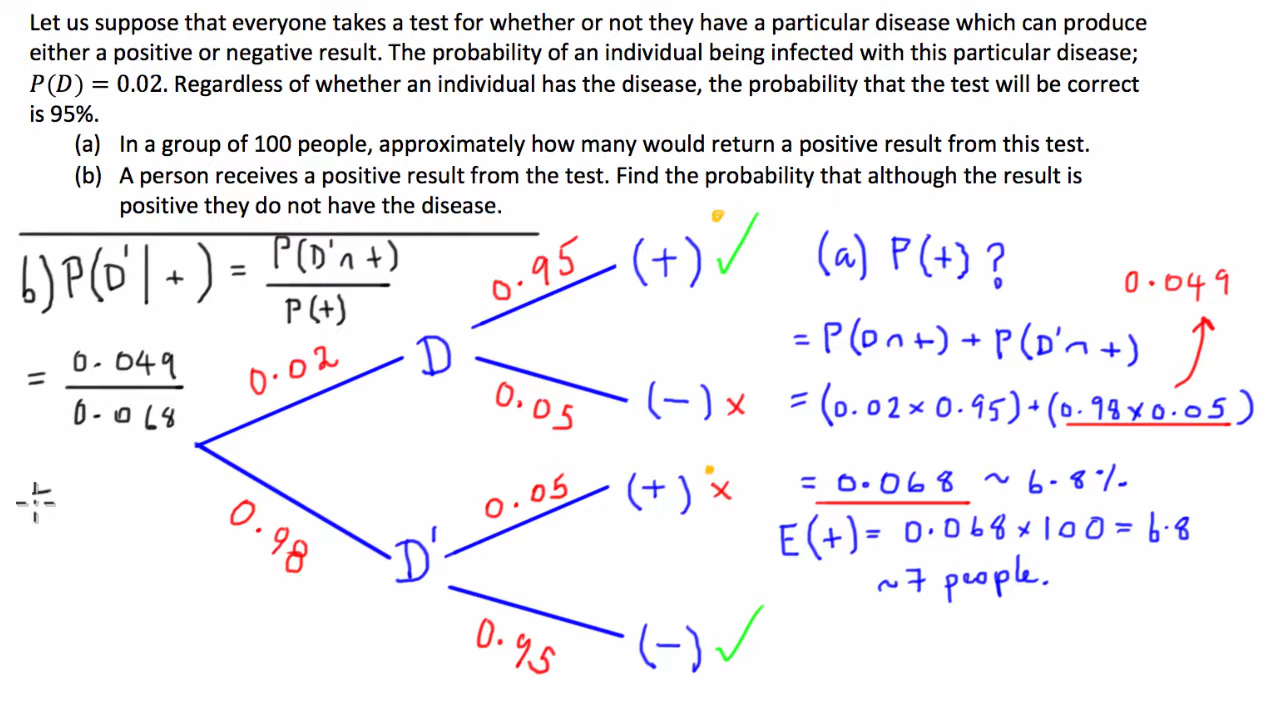 Let us suppose that everyone takes a test for whether or not they have a particular disease which can produce
either a positive or negative result. The probability of an individual being infected with this particular disease;
P(D) = 0.02. Regardless of whether an individual has the disease, the probability that the test will be correct
is 95%.
(a) In a group of 100 people, approximately how many would return a positive result from this test.
(b) A person receives a positive result from the test. Find the probability that although the result is
positive they do not have the disease.
b) P(D'|+) = P(D'∩+)
P(+)
= 0.049
0.068
0.02
D
0.95
(+) ✓
0.05
(−) x
0.98
D'
0.05
(+) x
0.95
(−) ✓
(a) P(+) ?
0.049
= P(D∩+) + P(D'∩+)
= (0.02 × 0.95) + (0.98 × 0.05)
= 0.068 ~ 6.8%
E(+) = 0.068 × 100 = 6.8
~ 7 people.